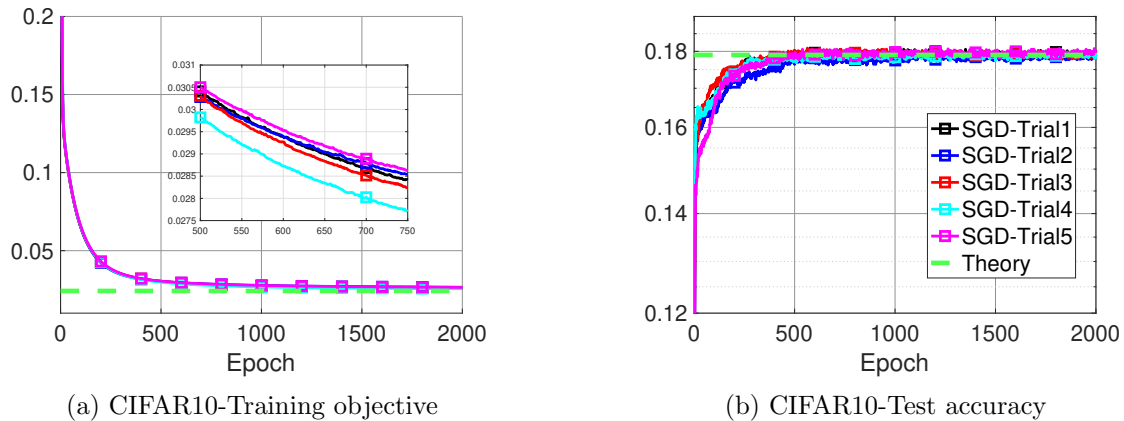 0.2
0.15
0.1
0.05
0 500 1000 1500 2000
Epoch
0.031
0.0305
0.03
0.0295
0.029
0.0285
0.028
0.0275
500 550 600 650 700 750
(a) CIFAR10-Training objective
0.18
0.16
0.14
0.12
0 500 1000 1500 2000
Epoch
SGD-Trial1
SGD-Trial2
SGD-Trial3
SGD-Trial4
SGD-Trial5
Theory
(b) CIFAR10-Test accuracy